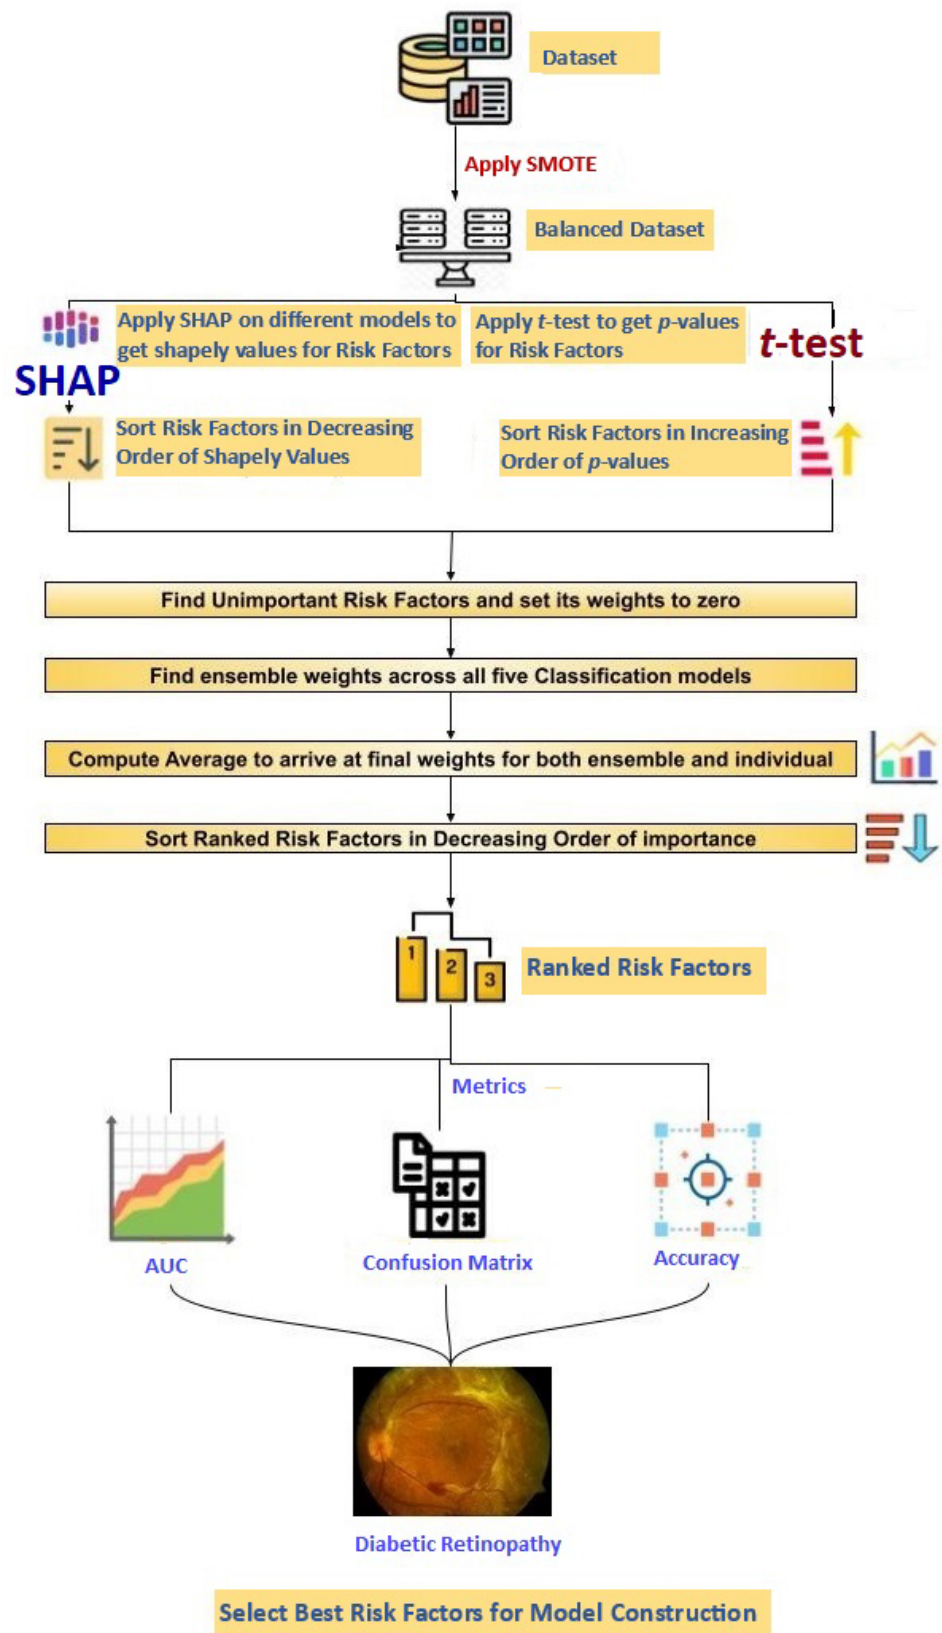 Dataset
Apply SMOTE
Balanced Dataset
Apply SHAP on different models to
get shapely values for Risk Factors
Apply t-test to get p-values
for Risk Factors
SHAP
t-test
Sort Risk Factors in Decreasing
Order of Shapely Values
Sort Risk Factors in Increasing
Order of p-values
Find Unimportant Risk Factors and set its weights to zero
Find ensemble weights across all five Classification models
Compute Average to arrive at final weights for both ensemble and individual
Sort Ranked Risk Factors in Decreasing Order of importance
1
2
3
Ranked Risk Factors
Metrics
AUC
Confusion Matrix
Accuracy
Diabetic Retinopathy
Select Best Risk Factors for Model Construction